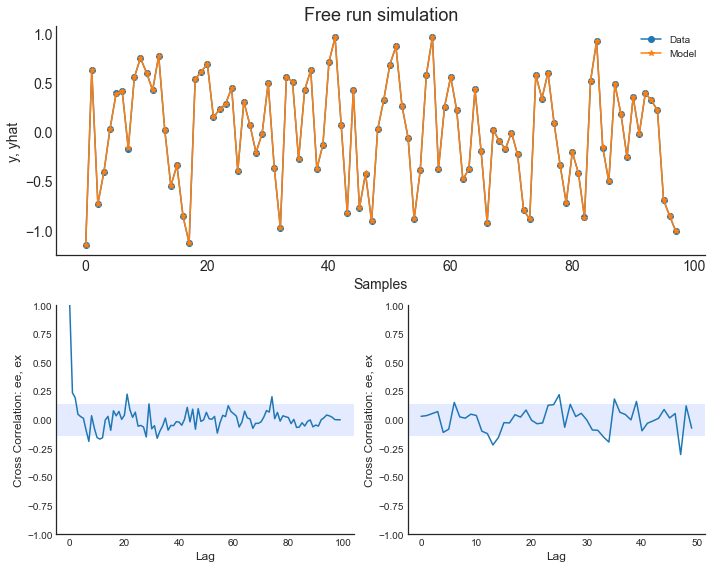 Free run simulation
1.0
0.5
0.0
−0.5
−1.0
y, yhat
Data
Model
0 20 40 60 80 100
Samples
1.00
0.75
0.50
0.25
0.00
−0.25
−0.50
−0.75
−1.00
Cross Correlation: ee, ex
0 20 40 60 80 100
Lag
1.00
0.75
0.50
0.25
0.00
−0.25
−0.50
−0.75
−1.00
Cross Correlation: ee, ex
0 10 20 30 40 50
Lag